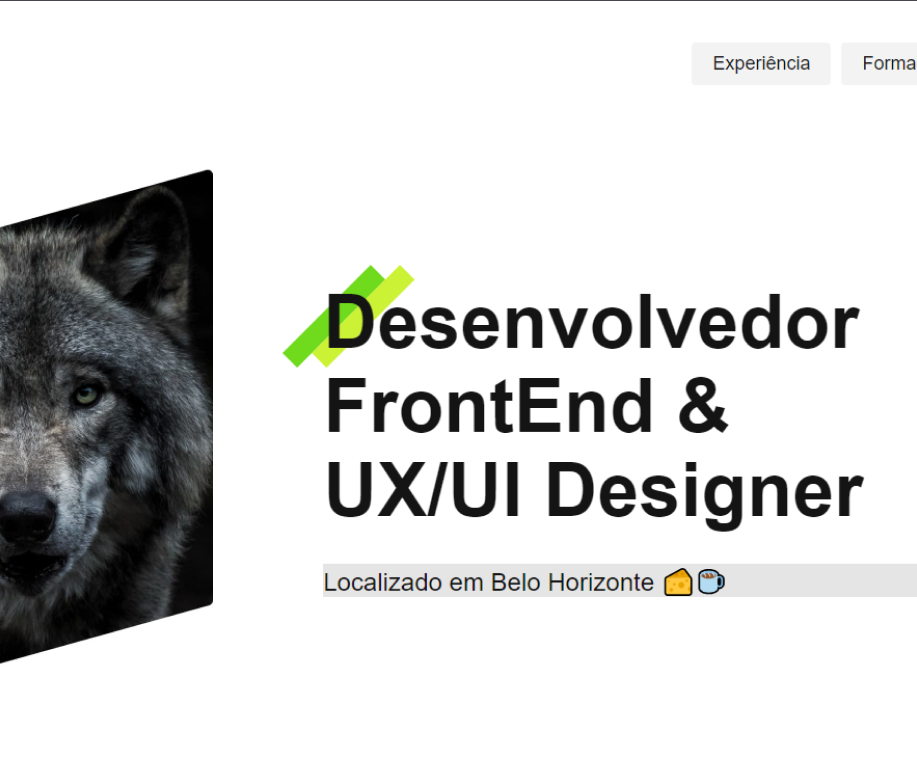 Experiência
Forma
Desenvolvedor
FrontEnd &
UX/UI Designer
Localizado em Belo Horizonte 🧀☕